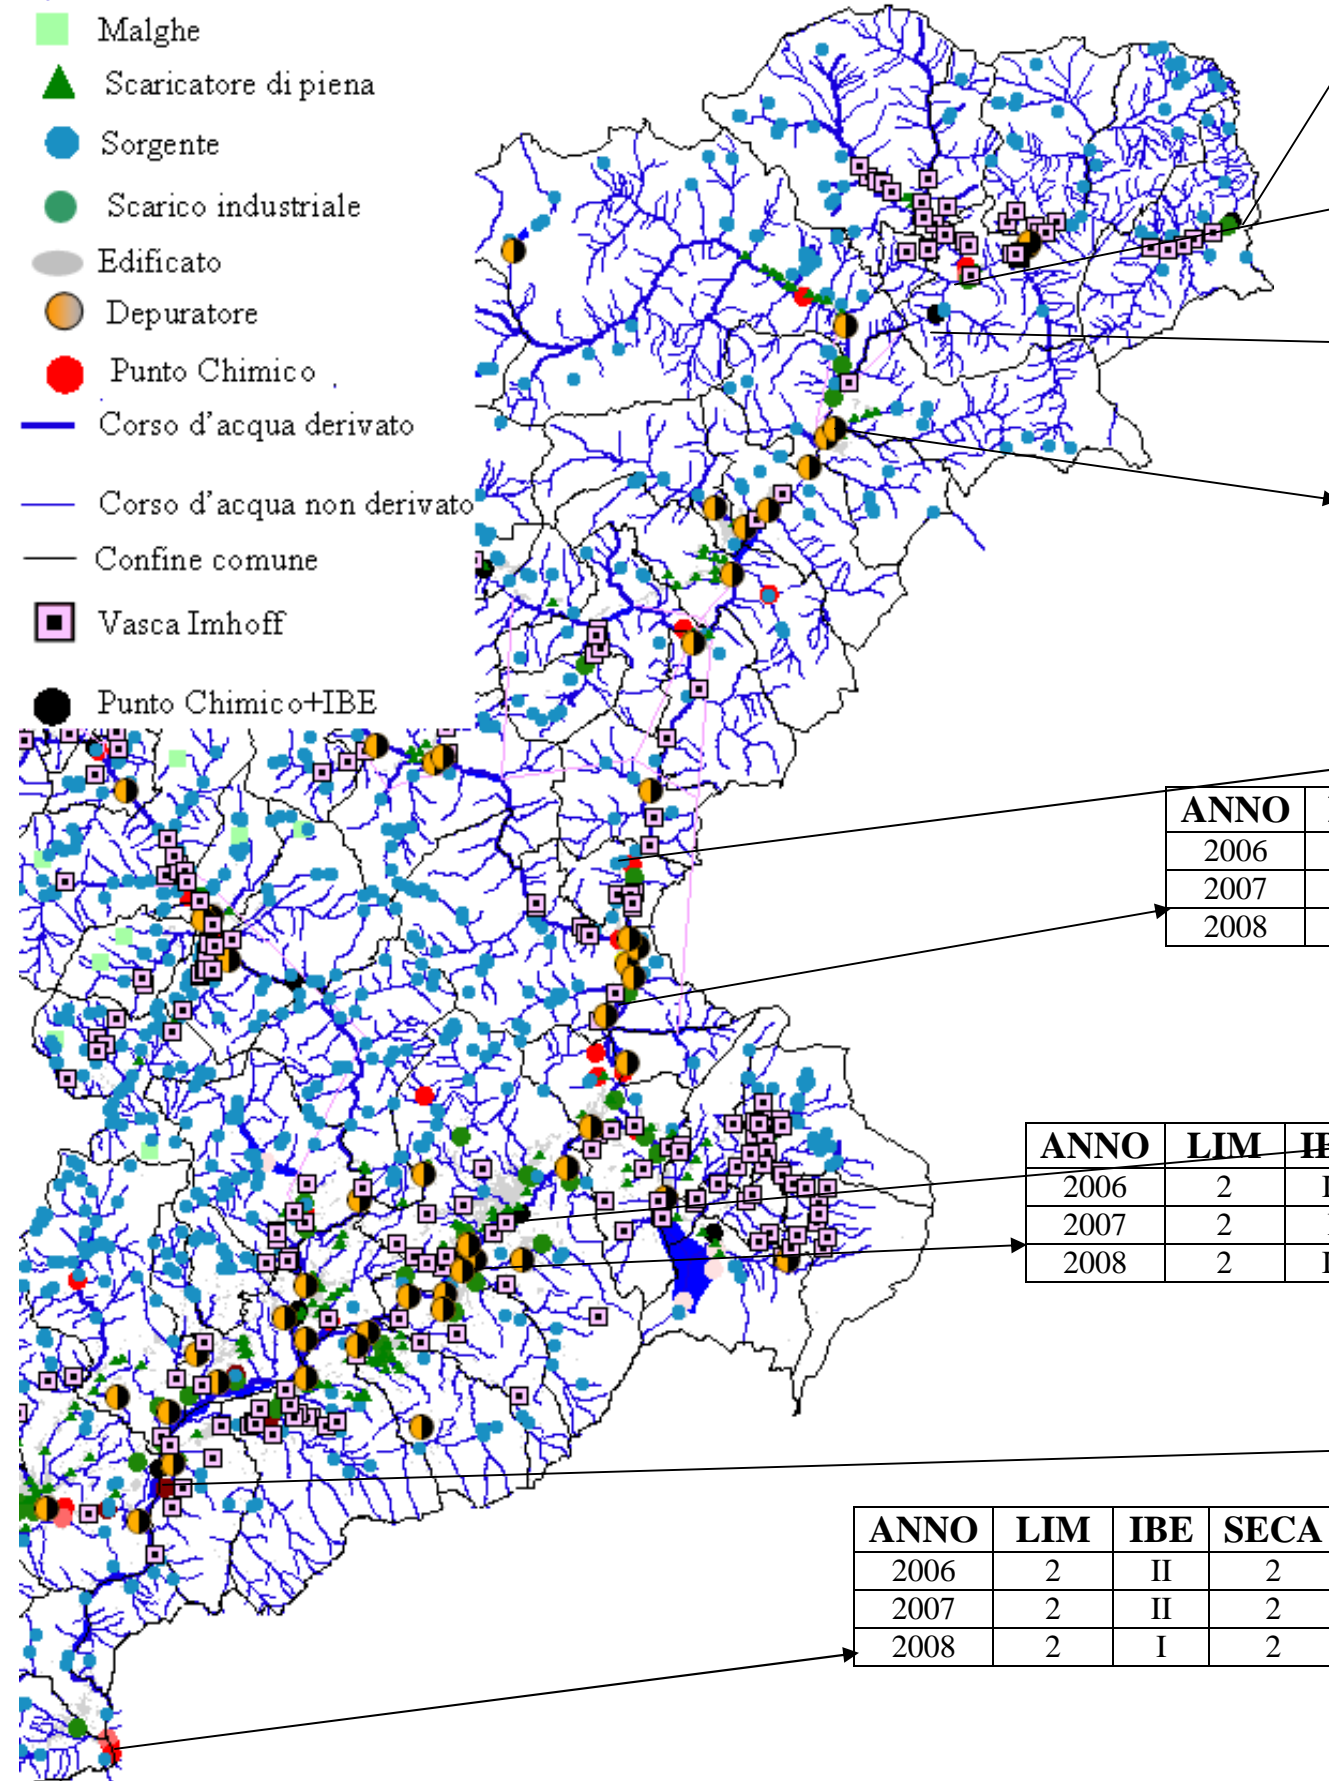 Malghe
Scaricatore di piena
Sorgente
Scarico industriale
Edificato
Depuratore
Punto Chimico
Corso d'acqua derivato
Corso d'acqua non derivato
Confine comune
Vasca Imhoff
Punto Chimico+IBE
ANNO
2006
2007
2008
ANNO LIM
2006 2
2007 2
2008 2
ANNO LIM IBE SECA
2006 2 II 2
2007 2 II 2
2008 2 I 2